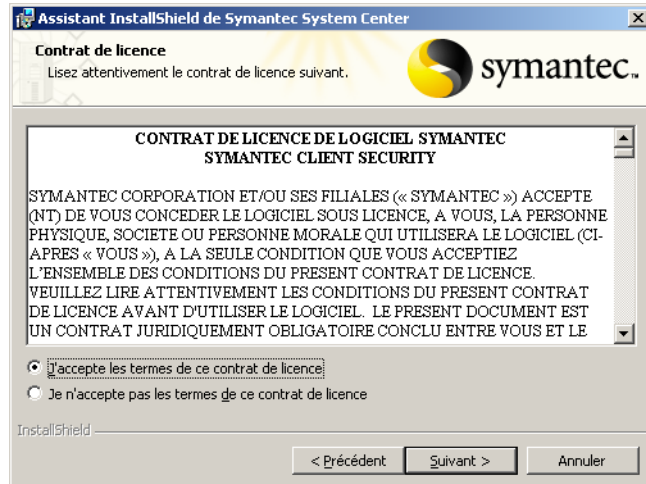 Assistant InstallShield de Symantec System Center
Contrat de licence
Lisez attentivement le contrat de licence suivant.
symantec.
CONTRAT DE LICENCE DE LOGICIEL SYMANTEC
SYMANTEC CLIENT SECURITY
SYMANTEC CORPORATION ET/OU SES FILIALES (« SYMANTEC ») ACCEPTE
(NT) DE VOUS CONCEDER LE LOGICIEL SOUS LICENCE, A VOUS, LA PERSONNE
PHYSIQUE, SOCIETE OU PERSONNE MORALE QUI UTILISERA LE LOGICIEL (CI-
APRES « VOUS »), A LA SEULE CONDITION QUE VOUS ACCEPTIEZ
L'ENSEMBLE DES CONDITIONS DU PRESENT CONTRAT DE LICENCE.
VEUILLEZ LIRE ATTENTIVEMENT LES CONDITIONS DU PRESENT CONTRAT
DE LICENCE AVANT D'UTILISER LE LOGICIEL. LE PRESENT DOCUMENT EST
UN CONTRAT JURIDIQUEMENT OBLIGATOIRE CONCLU ENTRE VOUS ET LE
J'accepte les termes de ce contrat de licence
Je n'accepte pas les termes de ce contrat de licence
InstallShield
< Précédent
Suivant >
Annuler